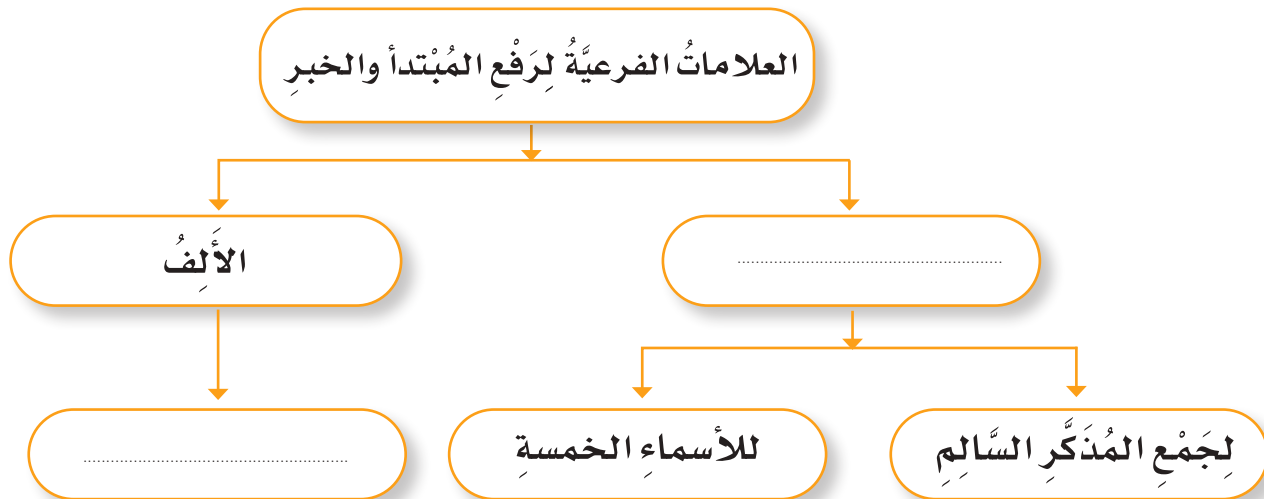 العلاماتُ الفرعيَّةُ لِرَفْعِ المُبْتدأ والخبرِ
........................................................
الأَلِفُ
لِجَمْعِ المُذَكَّرِ السَّالِمِ
للأسماءِ الخمسةِ
........................................................